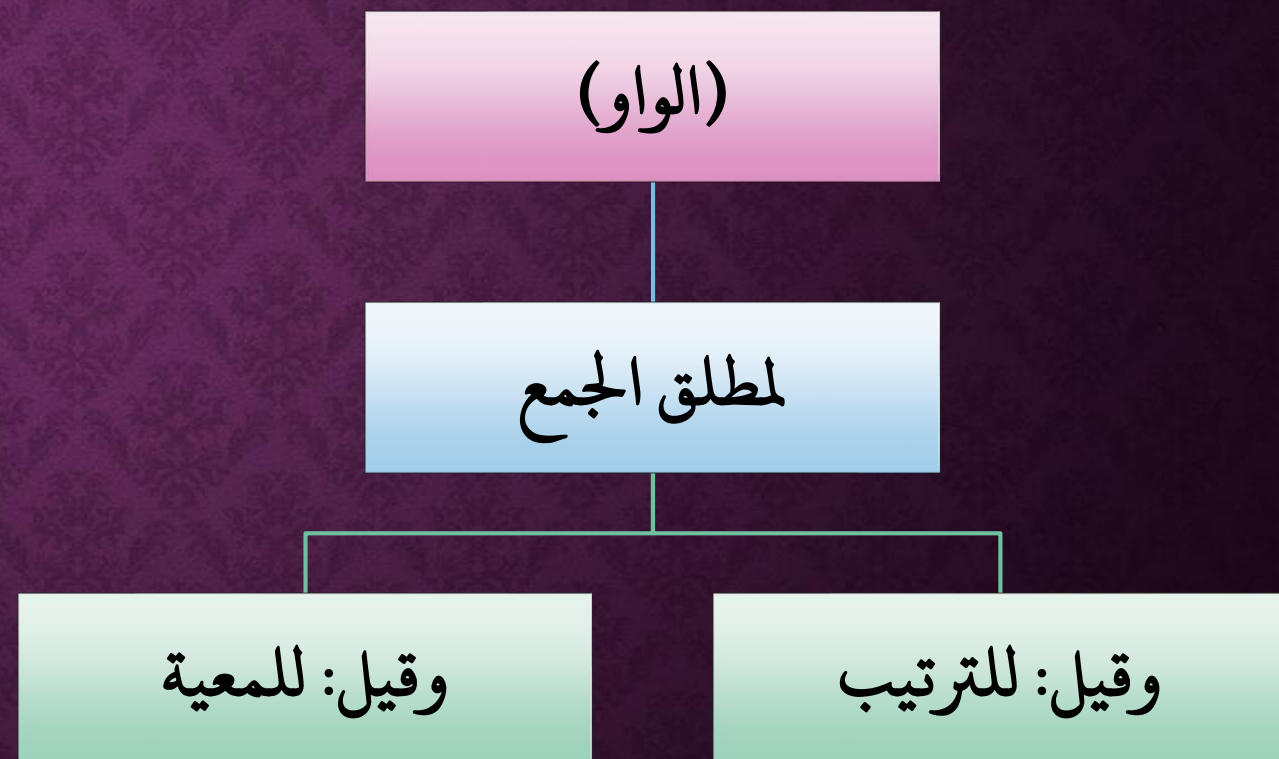 (الواو)
لمطلق الجمع
وقيل: للترتيب
وقيل: للمعية